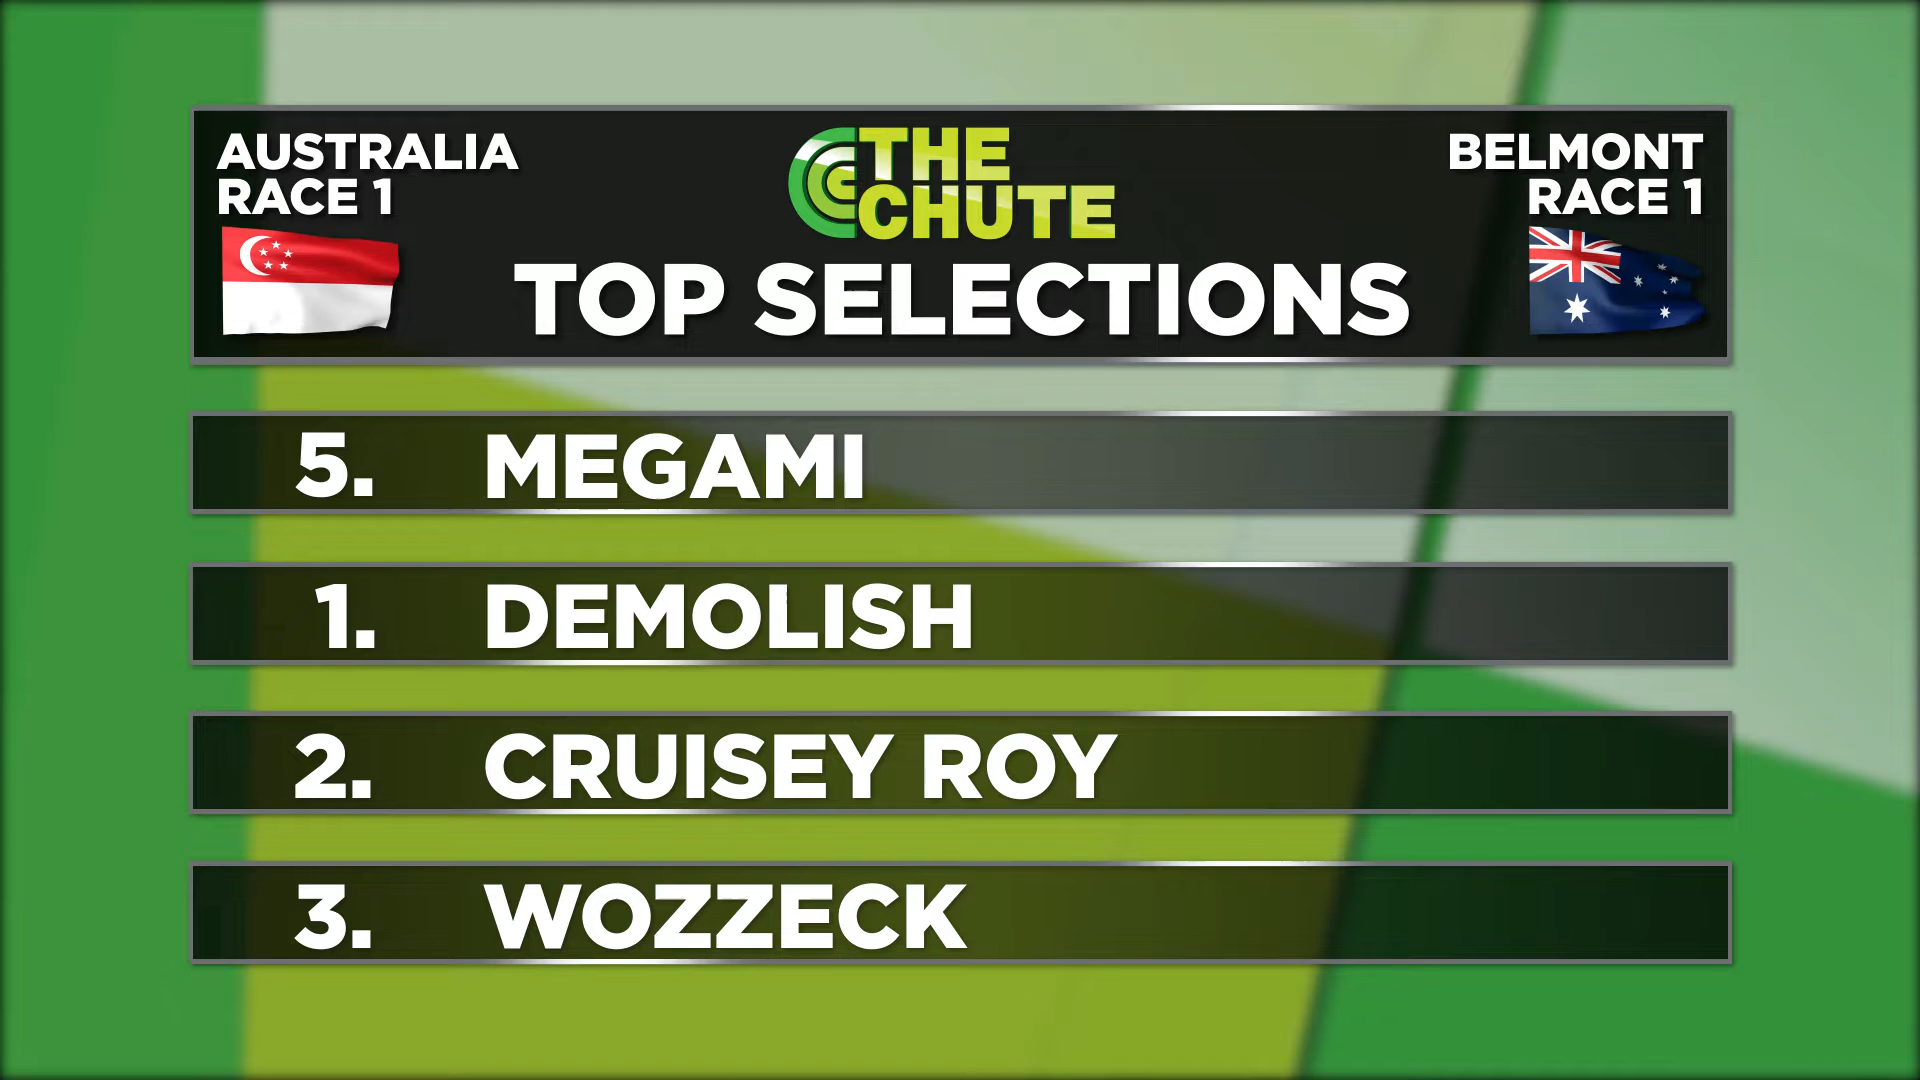 AUSTRALIA
RACE 1
THE
CHUTE
BELMONT
RACE 1
TOP SELECTIONS
5. MEGAMI
1. DEMOLISH
2. CRUISEY ROY
3. WOZZECK